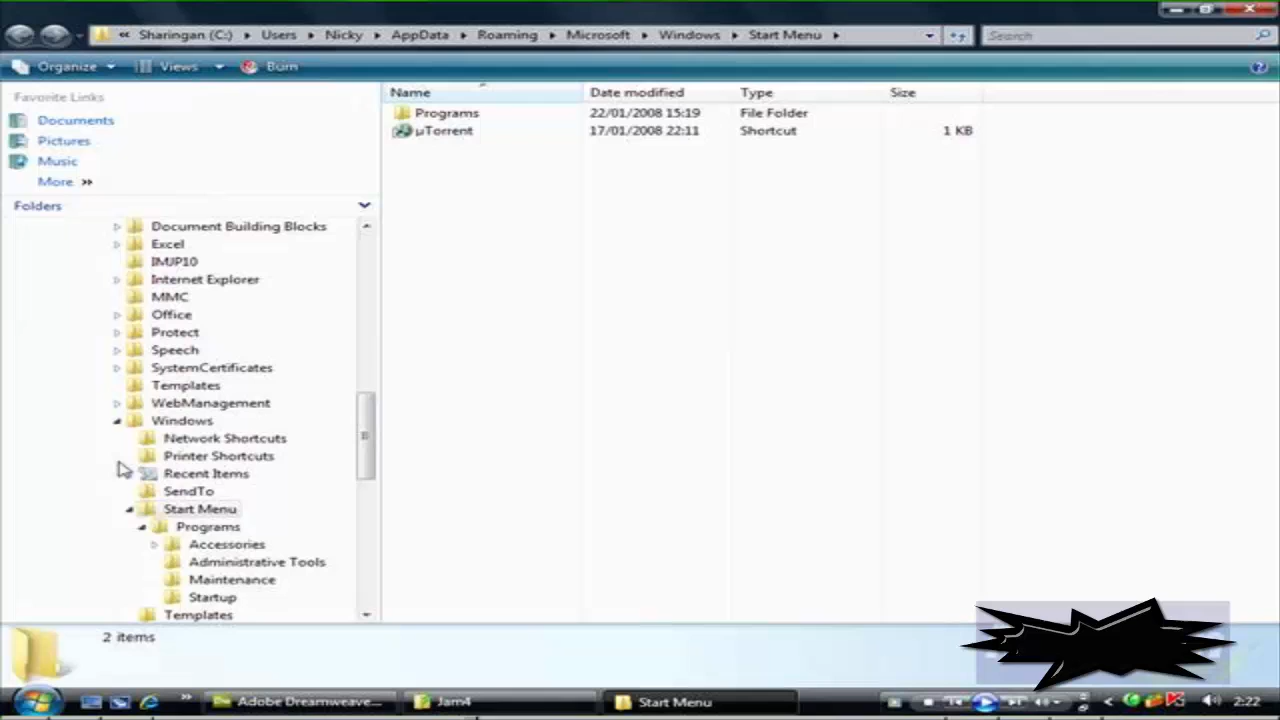 « Sharingan (C:) ▸ Users ▸ Nicky ▸ AppData ▸ Roaming ▸ Microsoft ▸ Windows ▸ Start Menu ▸ Search
Organize Views Burn
Favorite Links
Documents
Pictures
Music
More »
Folders
Document Building Blocks
Excel
IMJP10
Internet Explorer
MMC
Office
Protect
Speech
SystemCertificates
Templates
WebManagement
Windows
Network Shortcuts
Printer Shortcuts
Recent Items
SendTo
Start Menu
Programs
Accessories
Administrative Tools
Maintenance
Startup
Templates
Name Date modified Type Size
Programs 22/01/2008 15:19 File Folder
µTorrent 17/01/2008 22:11 Shortcut 1 KB
2 items
» Adobe Dreamweave... Jam4 Start Menu 2:22